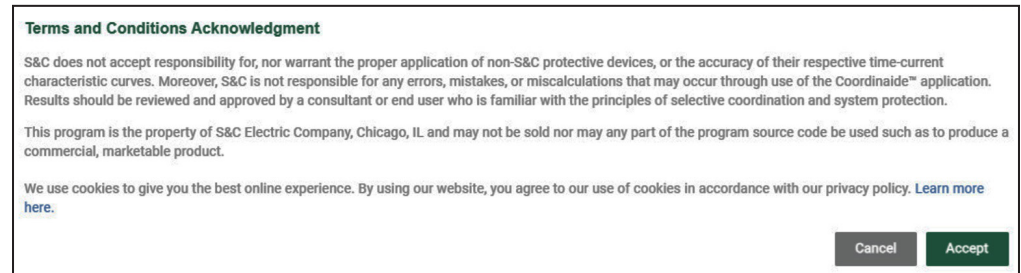 Terms and Conditions Acknowledgment
S&C does not accept responsibility for, nor warrant the proper application of non-S&C protective devices, or the accuracy of their respective time-current
characteristic curves. Moreover, S&C is not responsible for any errors, mistakes, or miscalculations that may occur through use of the Coordinaide™ application.
Results should be reviewed and approved by a consultant or end user who is familiar with the principles of selective coordination and system protection.
This program is the property of S&C Electric Company, Chicago, IL and may not be sold nor may any part of the program source code be used such as to produce a
commercial, marketable product.
We use cookies to give you the best online experience. By using our website, you agree to our use of cookies in accordance with our privacy policy. Learn more
here.
Cancel Accept